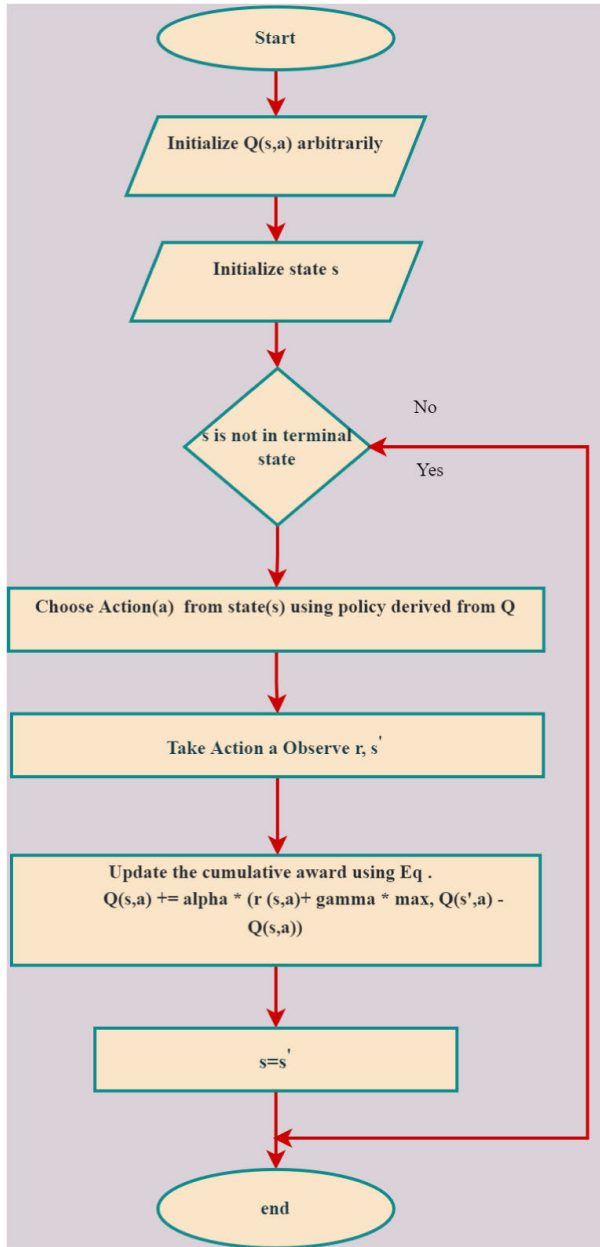 Start
Initialize Q(s,a) arbitrarily
Initialize state s
s is not in terminal
state
No
Yes
Choose Action(a) from state(s) using policy derived from Q
Take Action a Observe r, s'
Update the cumulative award using Eq .
Q(s,a) += alpha * (r (s,a)+ gamma * max, Q(s',a) -
Q(s,a))
s=s'
end